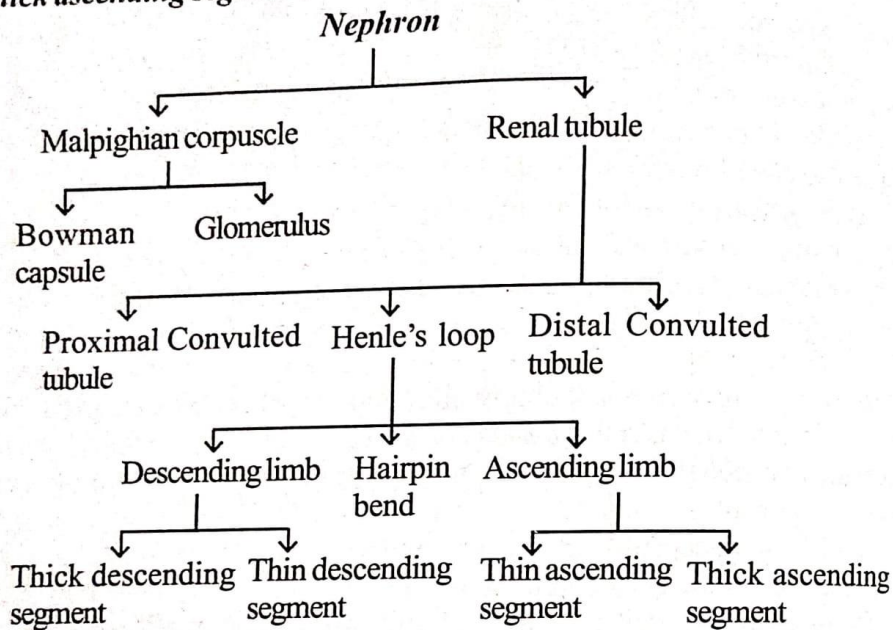 ascending
Nephron
Malpighian corpuscle
Renal tubule
Bowman
capsule
Glomerulus
Proximal Convulted
tubule
Henle's loop
Distal Convulted
tubule
Descending limb
Hairpin
bend
Ascending limb
Thick descending
segment
Thin descending
segment
Thin ascending
segment
Thick ascending
segment